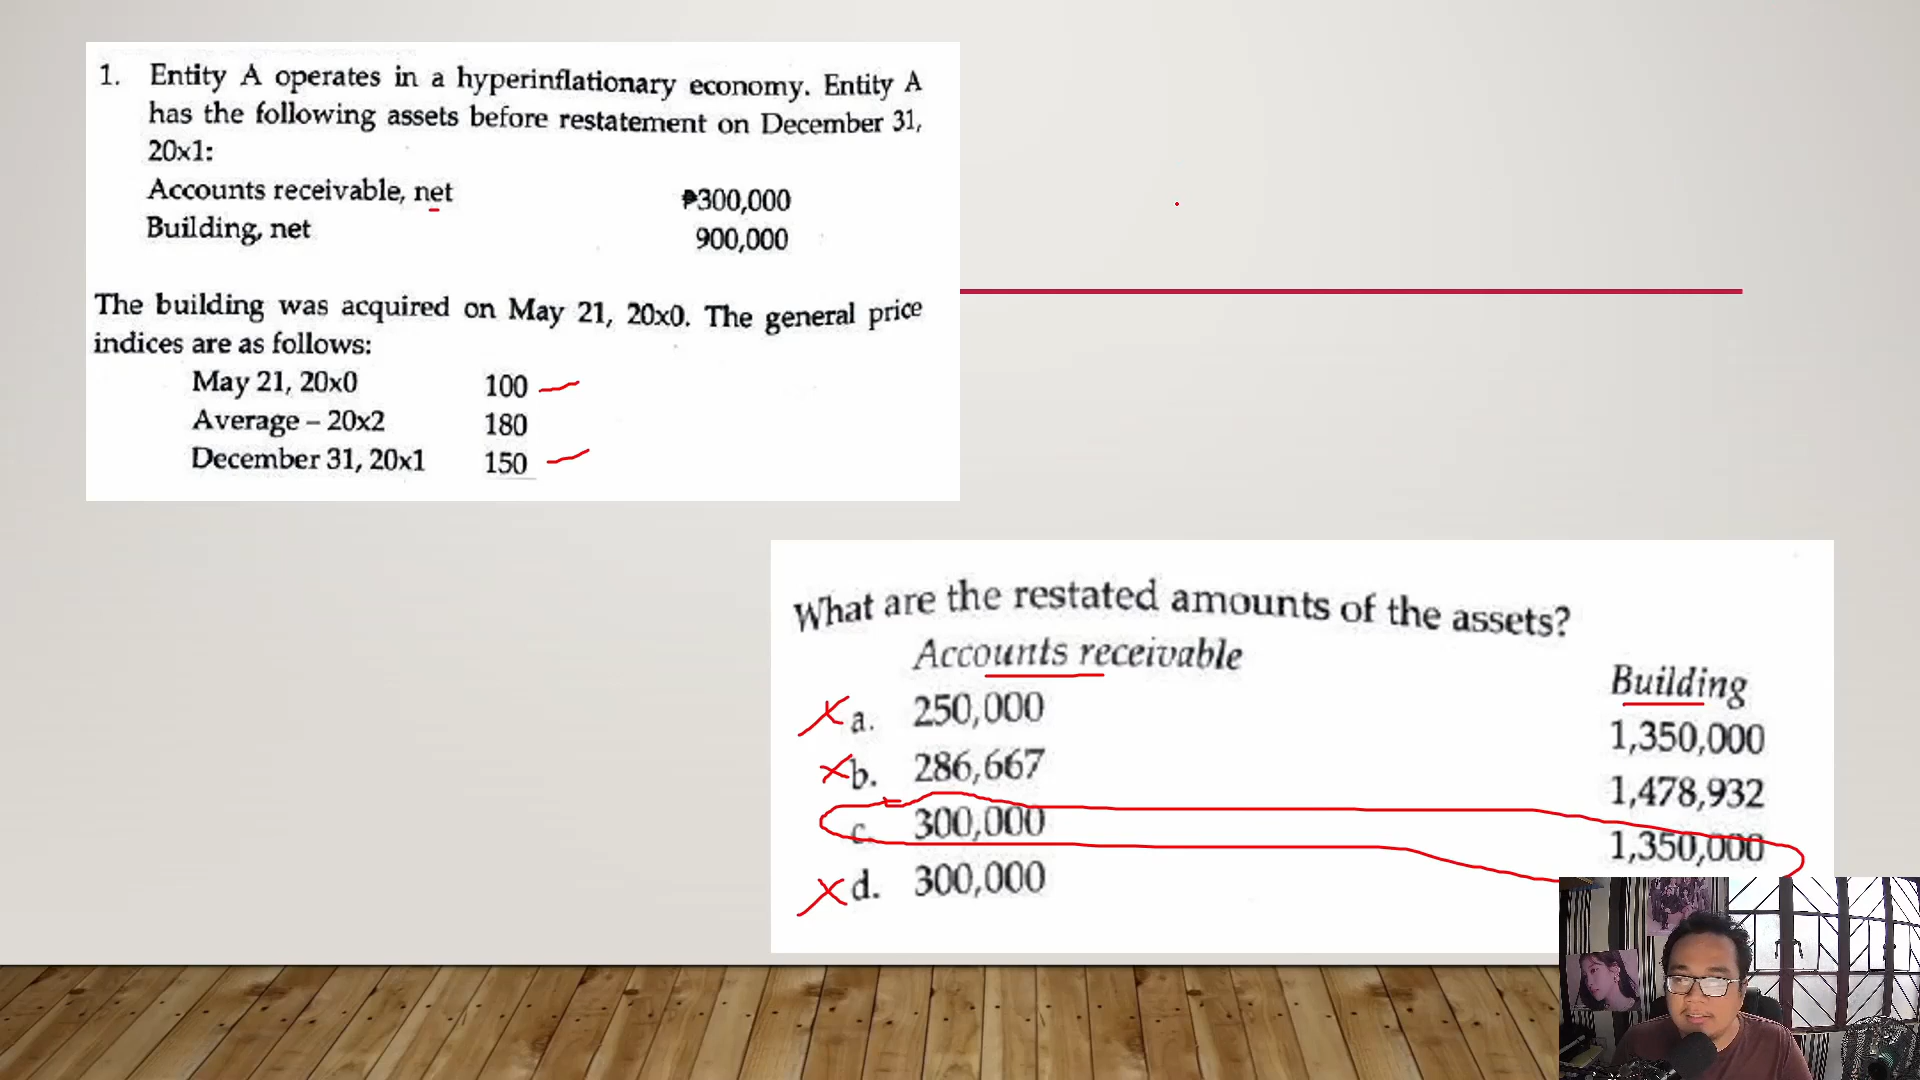 1. Entity A operates in a hyperinflationary economy. Entity A
has the following assets before restatement on December 31,
20x1:
Accounts receivable, net ₱300,000
Building, net 900,000
The building was acquired on May 21, 20x0. The general price
indices are as follows:
May 21, 20x0 100
Average – 20x2 180
December 31, 20x1 150
What are the restated amounts of the assets?
Accounts receivable Building
a. 250,000 1,350,000
b. 286,667 1,478,932
c. 300,000 1,350,000
d. 300,000